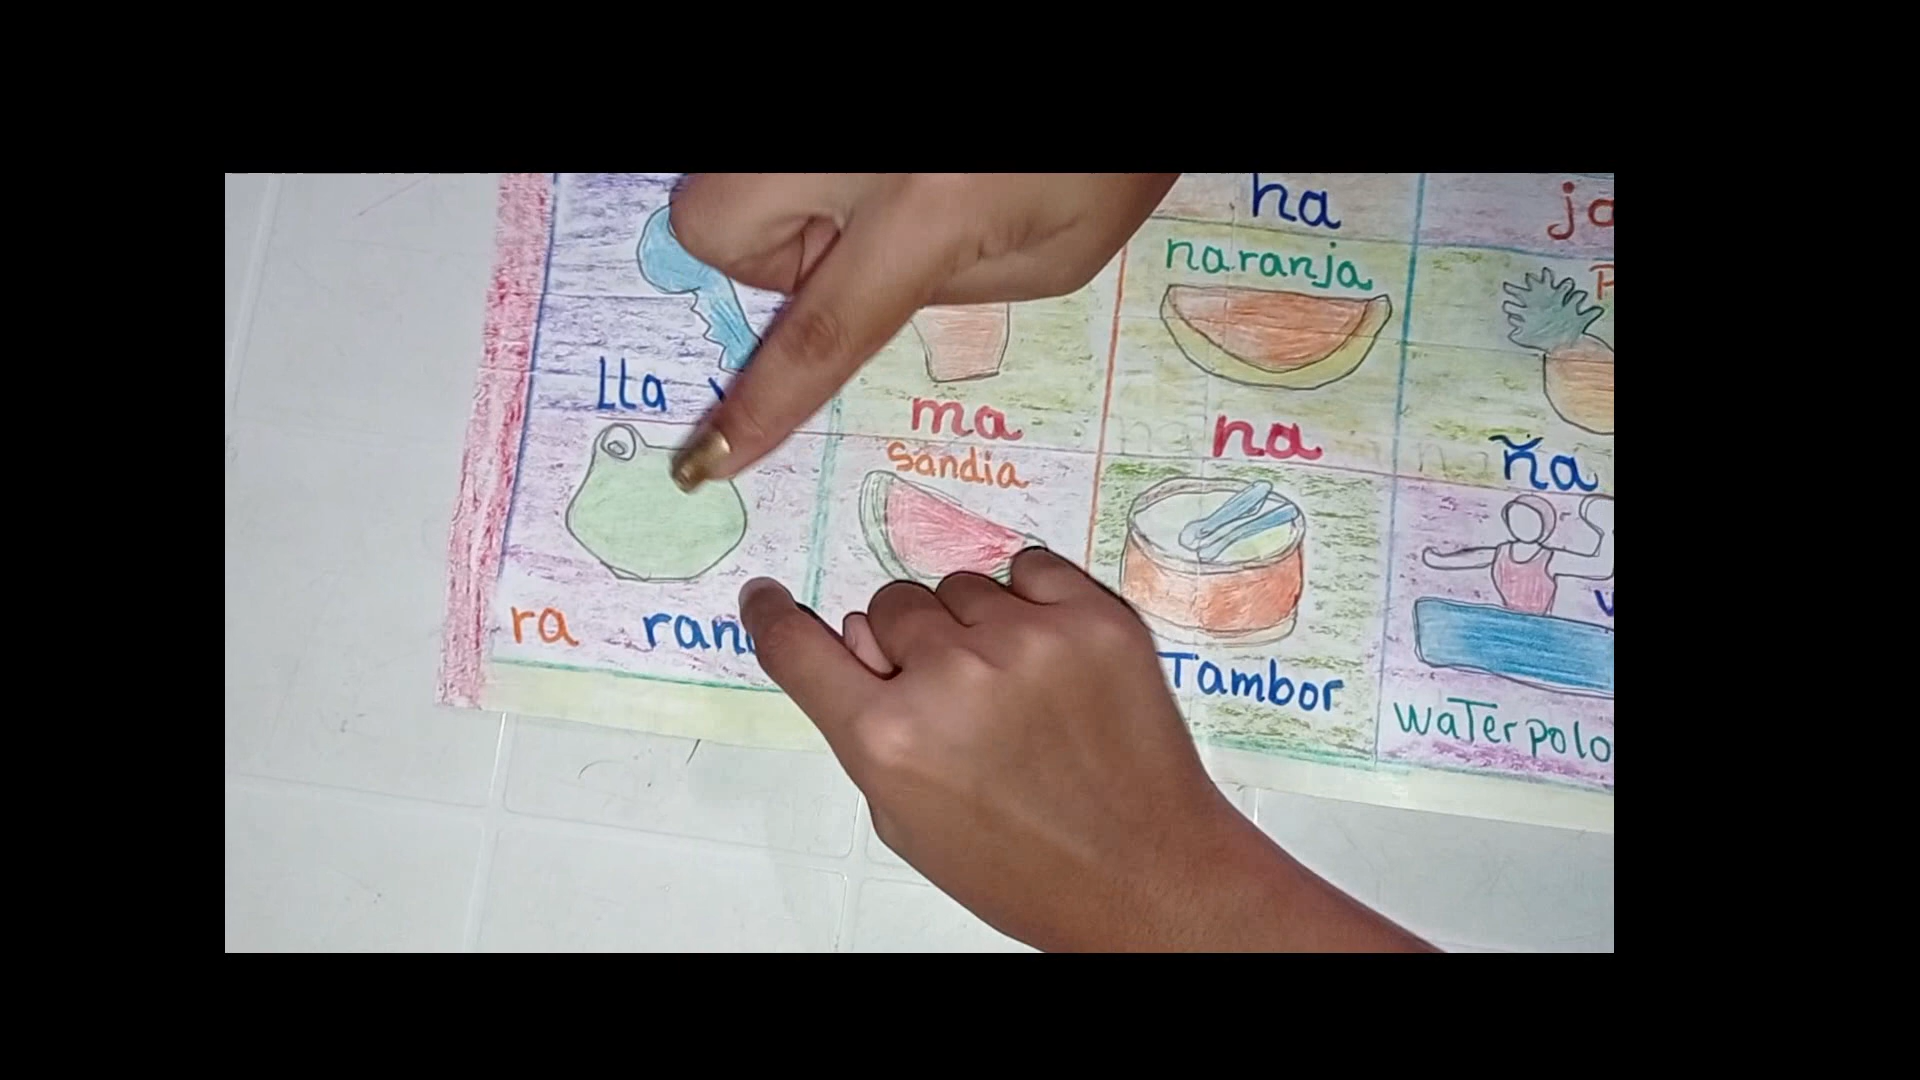 ha
ja
naranja
lla
ma
na
ña
sandia
ra
Tambor
waterpolo